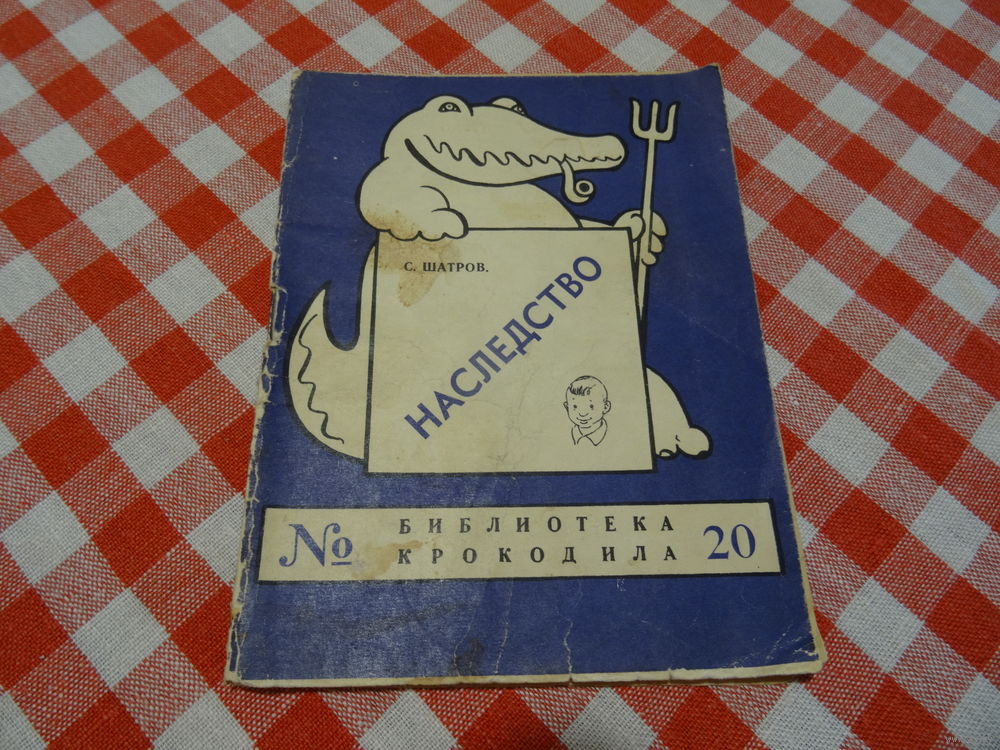 С. ШАТРОВ.
НАСЛЕДСТВО
№ БИБЛИОТЕКА
КРОКОДИЛА 20